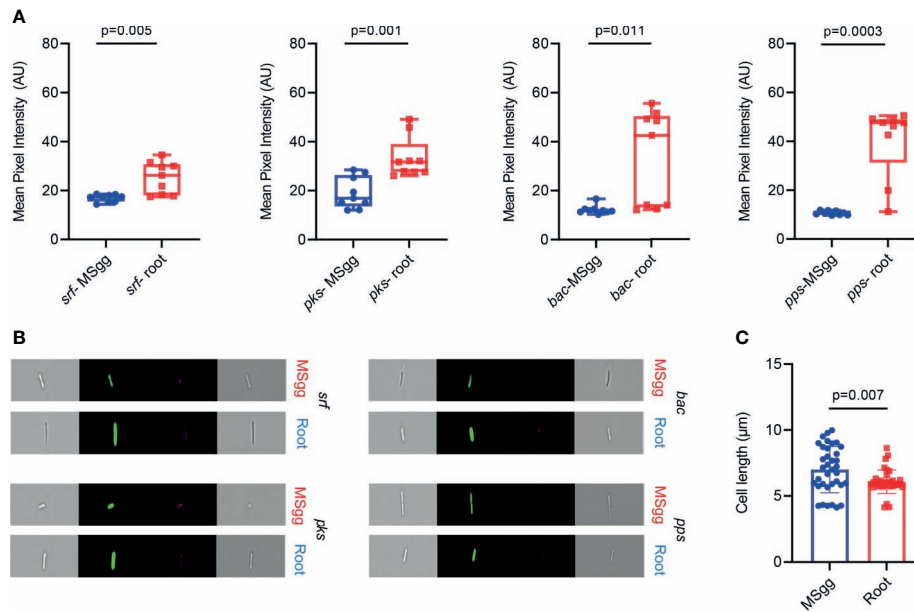 A
p=0.005
Mean Pixel Intensity (AU)
80
60
40
20
0
srf- MSgg
srf- root
p=0.001
Mean Pixel Intensity (AU)
80
60
40
20
0
pks- MSgg
pks- root
p=0.011
Mean Pixel Intensity (AU)
80
60
40
20
0
bac-MSgg
bac- root
p=0.0003
Mean Pixel Intensity (AU)
80
60
40
20
0
pps-MSgg
pps- root
B
MSgg
Root
srf
MSgg
Root
pks
MSgg
Root
bac
MSgg
Root
pps
C
p=0.007
Cell length (µm)
15
10
5
0
MSgg
Root